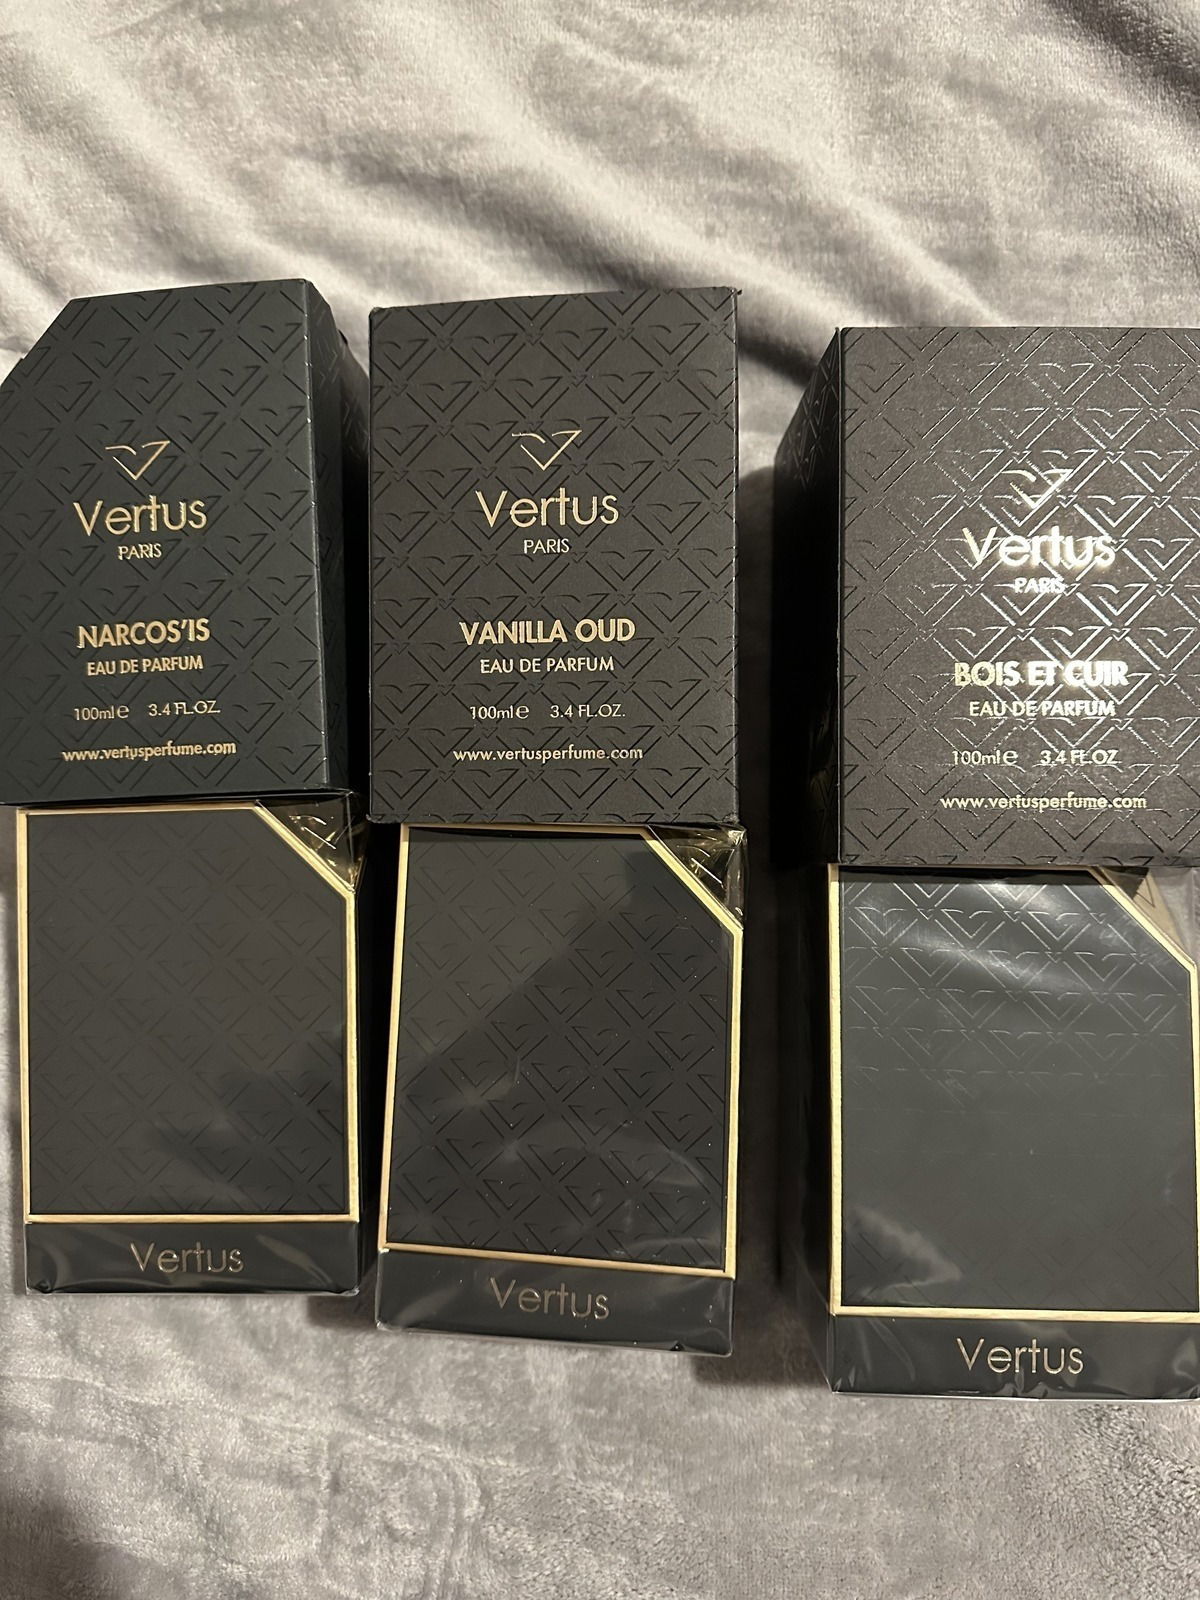 Vertus
PARIS
NARCOS'IS
EAU DE PARFUM
100ml e 3.4 FL.OZ.
www.vertusperfume.com
Vertus
PARIS
VANILLA OUD
EAU DE PARFUM
100ml e 3.4 FL.OZ.
www.vertusperfume.com
Vertus
PARIS
BOIS ET CUIR
EAU DE PARFUM
100ml e 3.4 FL.OZ
www.vertusperfume.com
Vertus
Vertus
Vertus